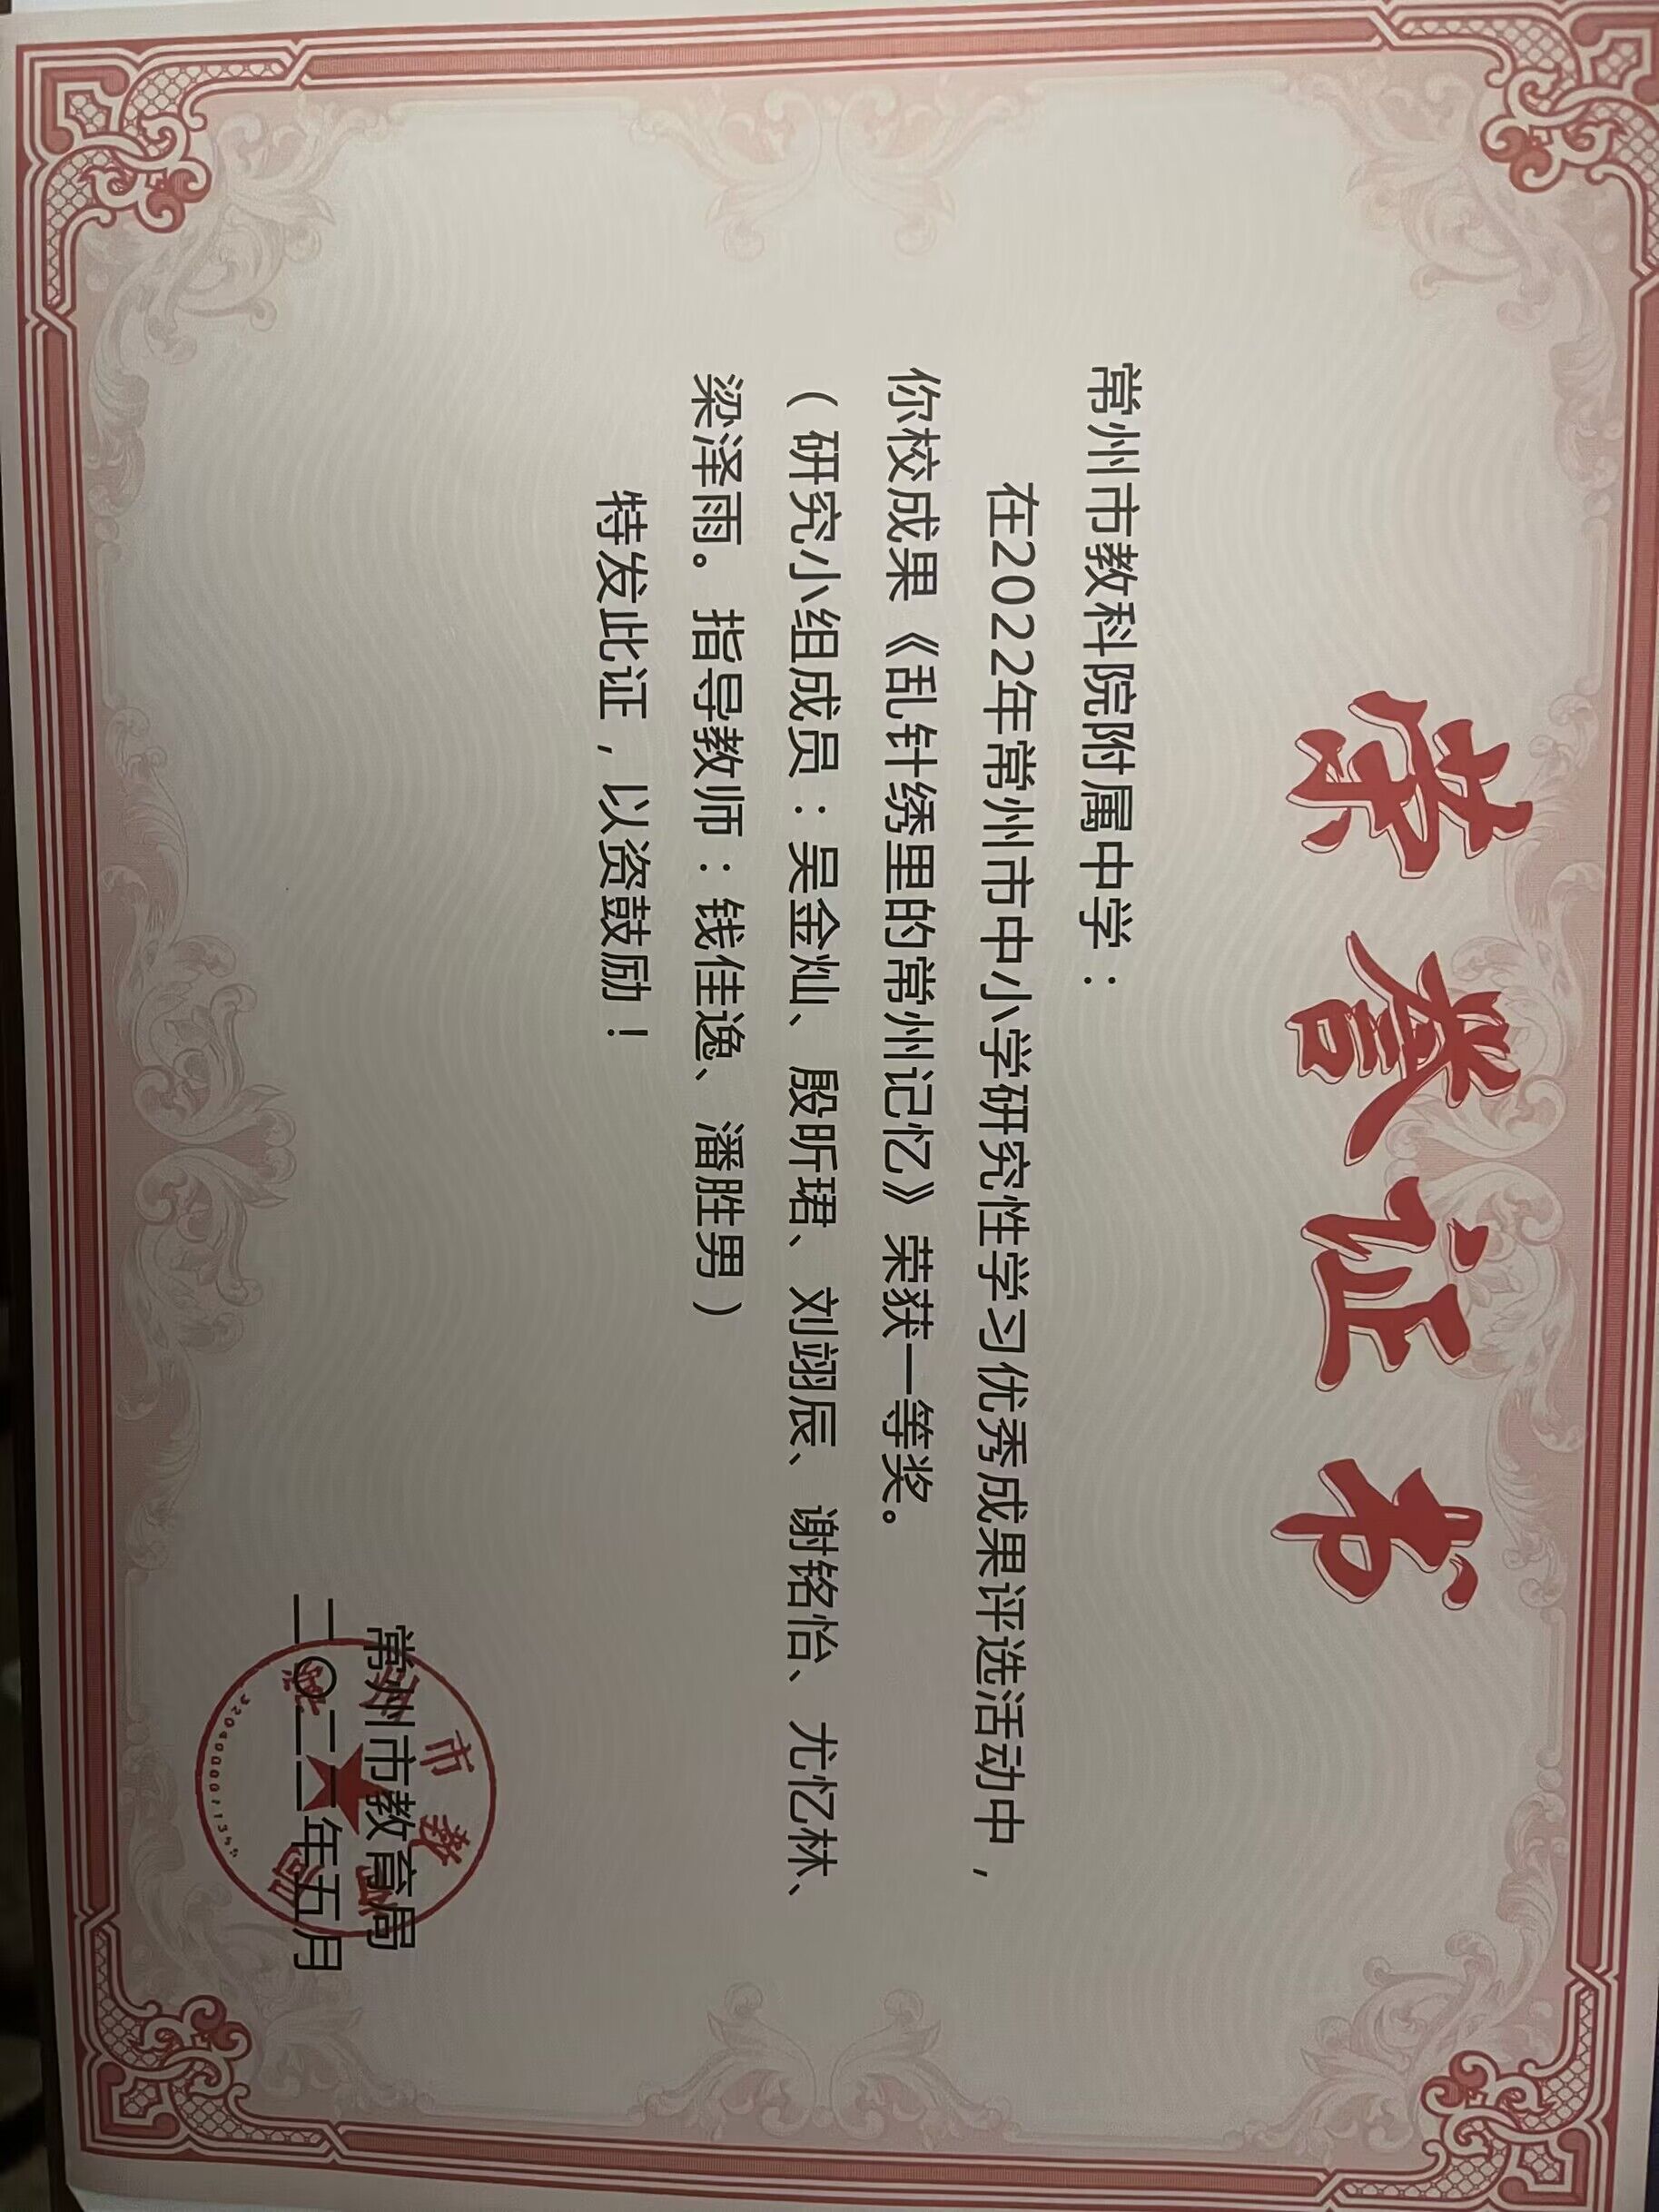 荣誉证书
常州市教科院附属中学：
在2022年常州市中小学研究性学习优秀成果评选活动中，
你校成果《乱针绣里的常州记忆》荣获一等奖。
（研究小组成员：吴金灿、殷昕珺、刘翊辰、谢铭怡、尤忆林、
梁泽雨。指导教师：钱佳逸、潘胜男）
特发此证，以资鼓励！
常州市教育局
二〇二二年五月